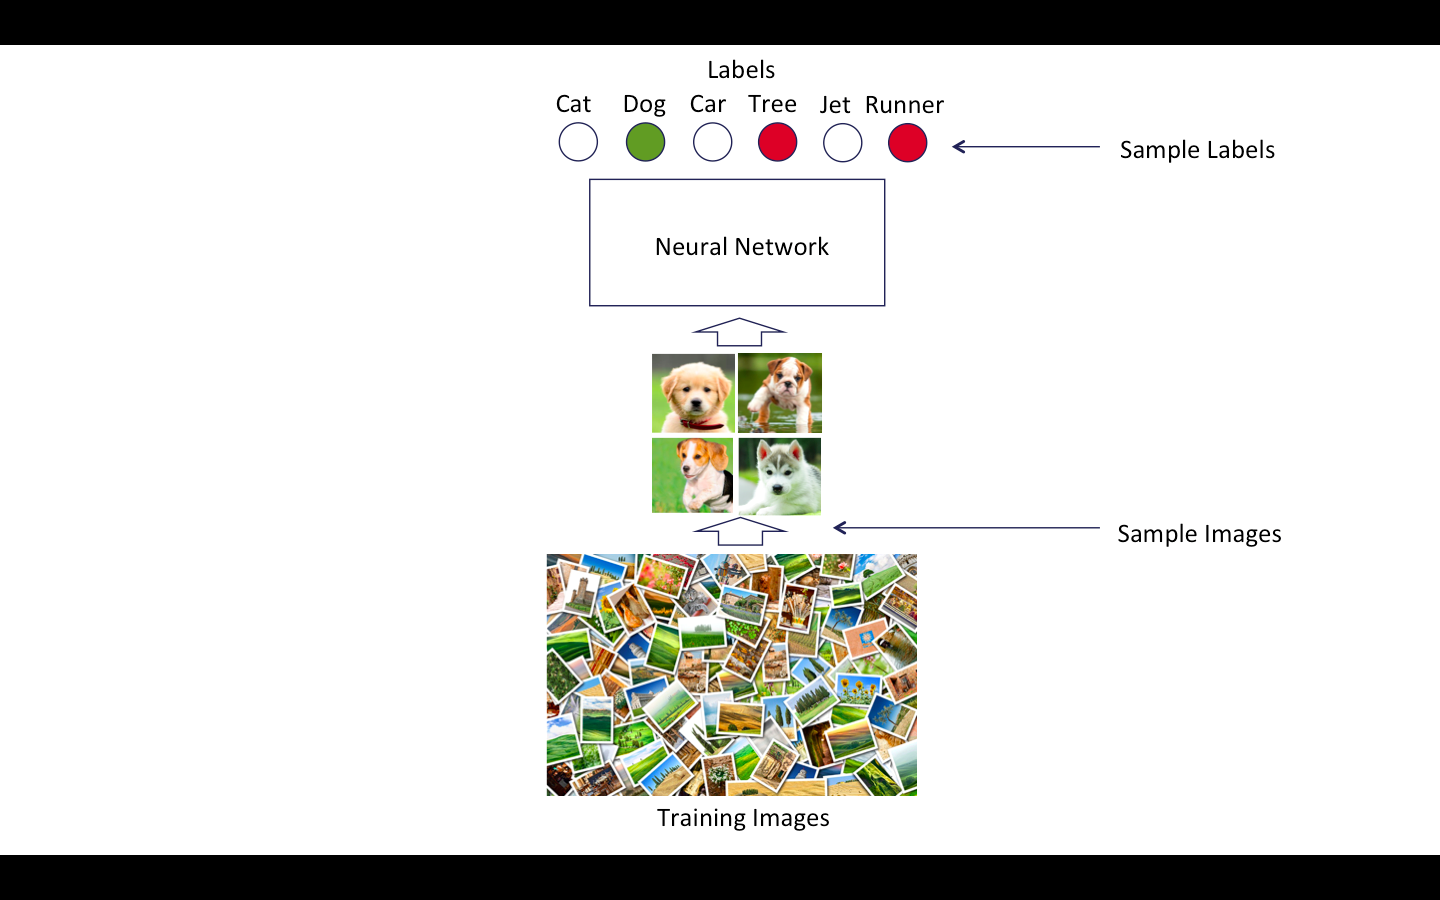 Labels
Cat Dog Car Tree Jet Runner
Sample Labels
Neural Network
Sample Images
Training Images